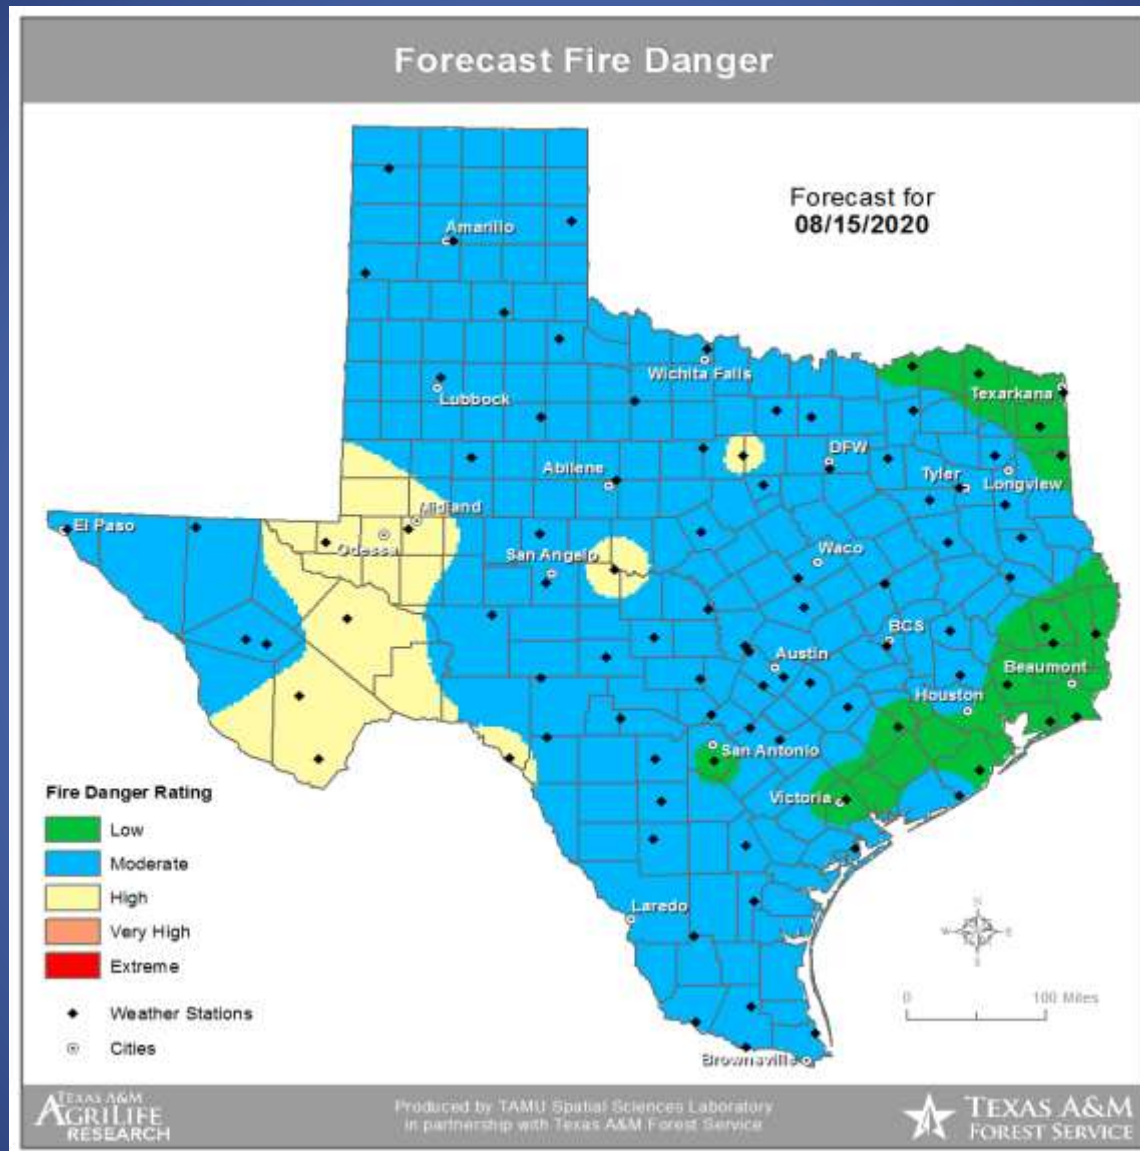 Forecast Fire Danger
Forecast for
08/15/2020
Amarillo
Wichita Falls
Lubbock
Texarkana
DFW
Abilene
Tyler
Longview
Midland
El Paso
Odessa
San Angelo
Waco
BCS
Austin
Beaumont
Houston
San Antonio
Victoria
Laredo
Brownsville
Fire Danger Rating
Low
Moderate
High
Very High
Extreme
Weather Stations
Cities
N
W E
S
0 100 Miles
TEXAS A&M
AGRILIFE
RESEARCH
Produced by TAMU Spatial Sciences Laboratory
in partnership with Texas A&M Forest Service
TEXAS A&M
FOREST SERVICE